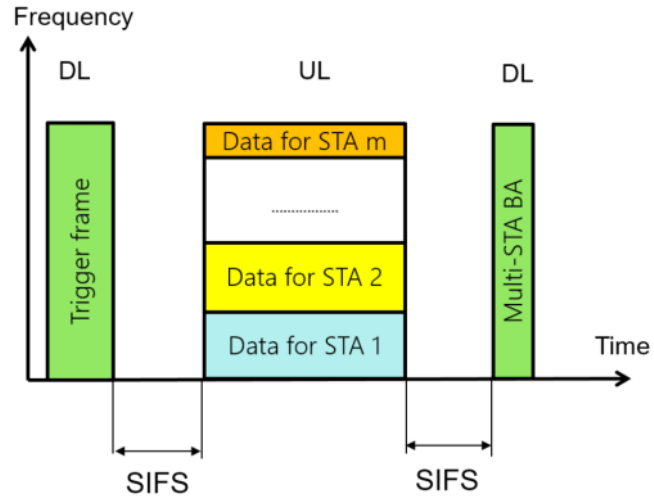 Frequency
DL
UL
DL
Trigger frame
Data for STA m
....................
Data for STA 2
Data for STA 1
Multi-STA BA
Time
SIFS
SIFS